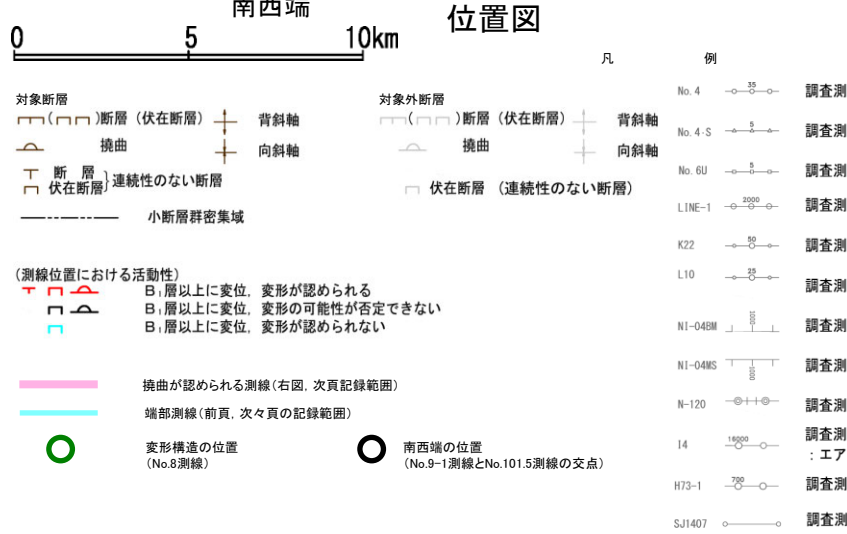 南西端
位置図
0 5 10km
凡 例
対象断層
(  )断層 (伏在断層) 背斜軸
撓曲 向斜軸
断層
伏在断層 }連続性のない断層
小断層群密集域
対象外断層
(  )断層 (伏在断層) 背斜軸
撓曲 向斜軸
伏在断層 (連続性のない断層)
(測線位置における活動性)
B₁層以上に変位, 変形が認められる
B₁層以上に変位, 変形の可能性が否定できない
B₁層以上に変位, 変形が認められない
撓曲が認められる測線(右図, 次頁記録範囲)
端部測線(前頁, 次々頁の記録範囲)
変形構造の位置
(No.8測線)
南西端の位置
(No.9-1測線とNo.101.5測線の交点)
No. 4 35 調査測
No. 4-S 5 調査測
No. 6U 5 調査測
LINE-1 2000 調査測
K22 50 調査測
L10 25 調査測
NI-04BM 1000 調査測
NI-04MS 1000 調査測
N-120 調査測
I4 16000 調査測
: エア
H73-1 700 調査測
SJ1407 調査測